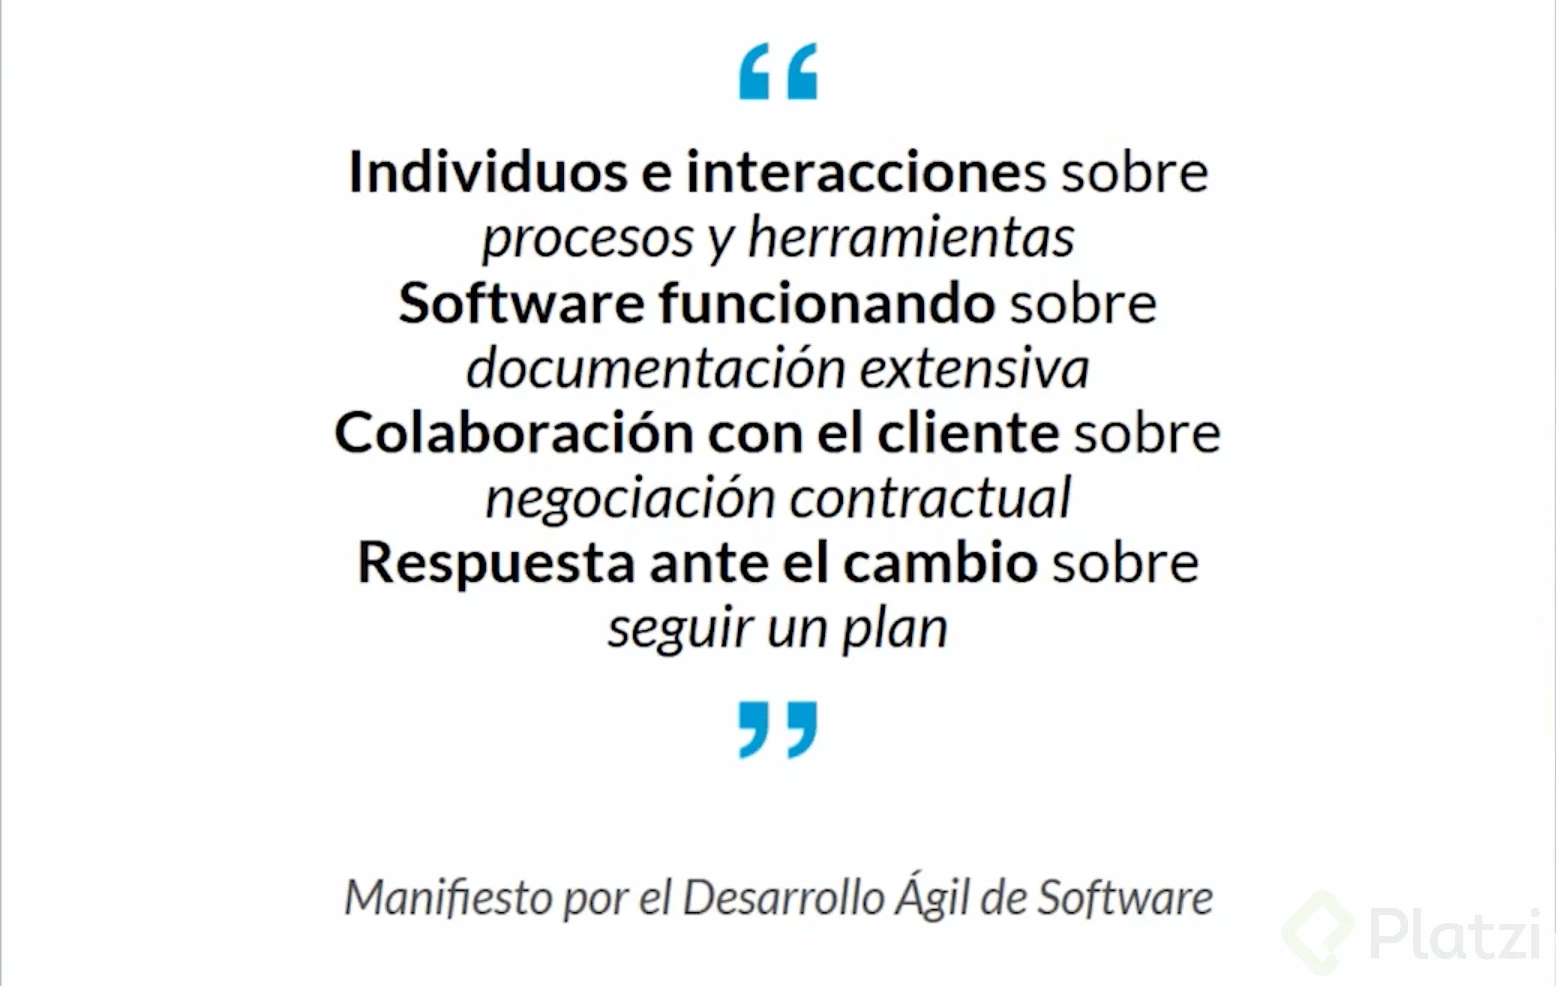 “
Individuos e interacciones sobre
procesos y herramientas
Software funcionando sobre
documentación extensiva
Colaboración con el cliente sobre
negociación contractual
Respuesta ante el cambio sobre
seguir un plan
”
Manifiesto por el Desarrollo Ágil de Software
Platzi